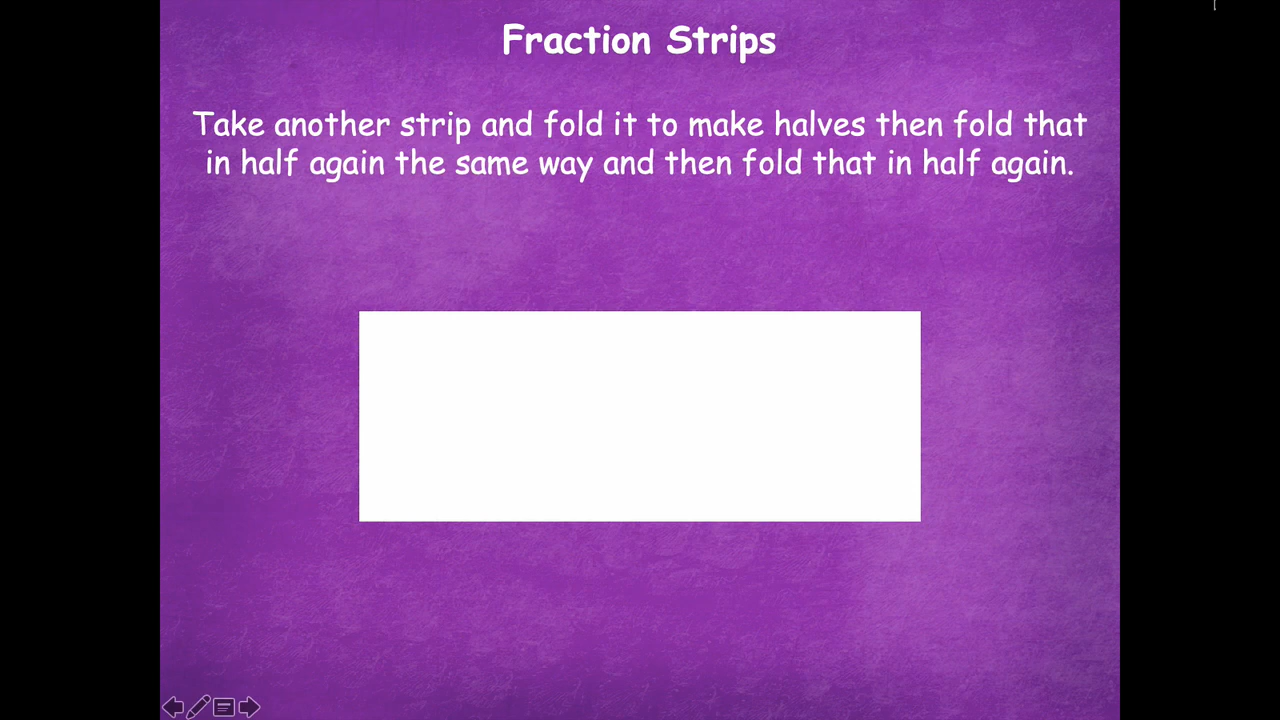 Fraction Strips
Take another strip and fold it to make halves then fold that
in half again the same way and then fold that in half again.